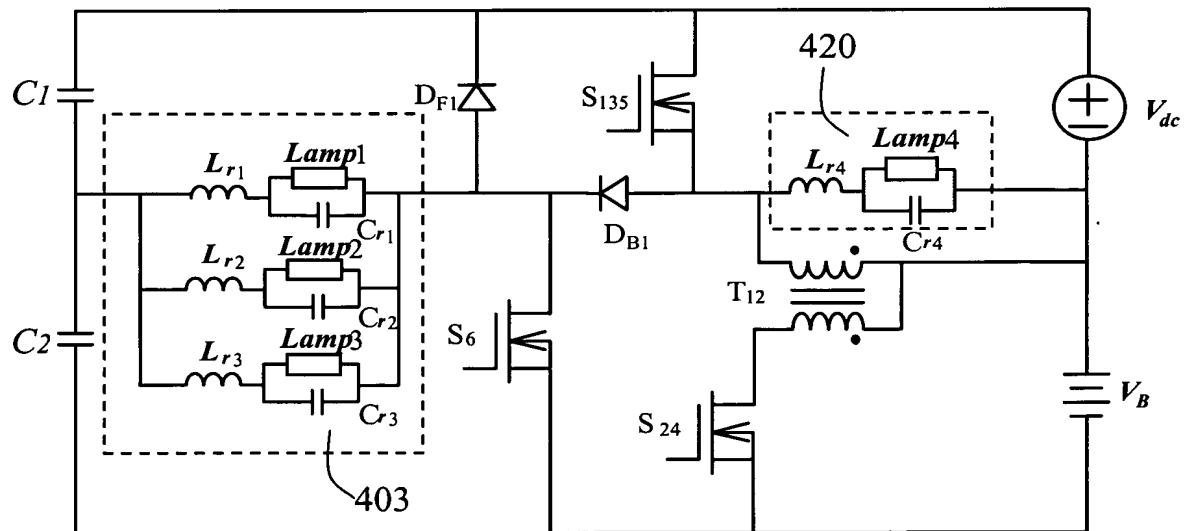 420
C1
DF1
S135
Vdc
Lamp4
Lr4
Cr4
Lamp1
Lr1
Cr1
DB1
Lamp2
Lr2
Cr2
T12
C2
Lamp3
Lr3
Cr3
S6
VB
S24
403